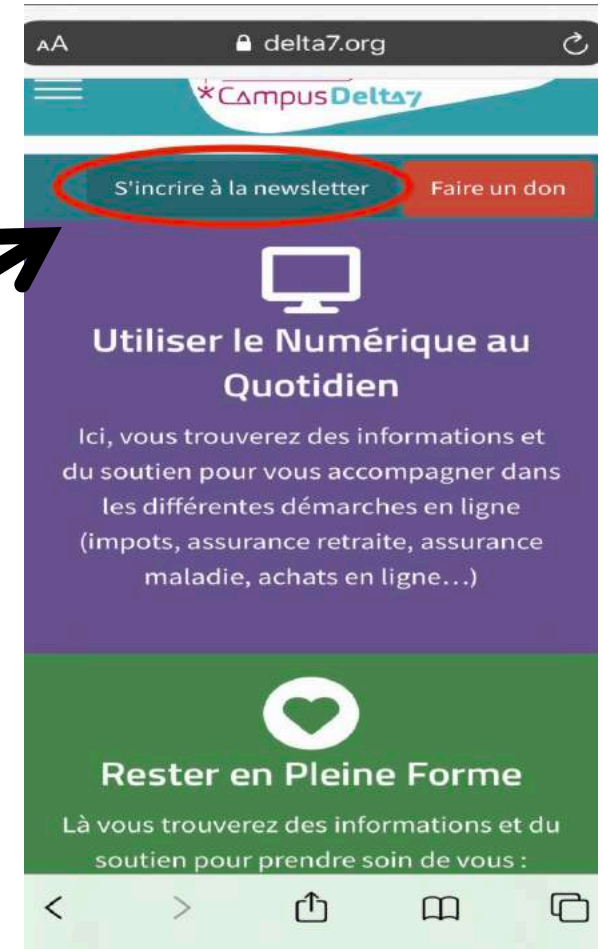 AA
delta7.org
*CAmpusDeltA7
S'incrire à la newsletter
Faire un don
Utiliser le Numérique au
Quotidien
Ici, vous trouverez des informations et
du soutien pour vous accompagner dans
les différentes démarches en ligne
(impots, assurance retraite, assurance
maladie, achats en ligne...)
Rester en Pleine Forme
Là vous trouverez des informations et du
soutien pour prendre soin de vous :